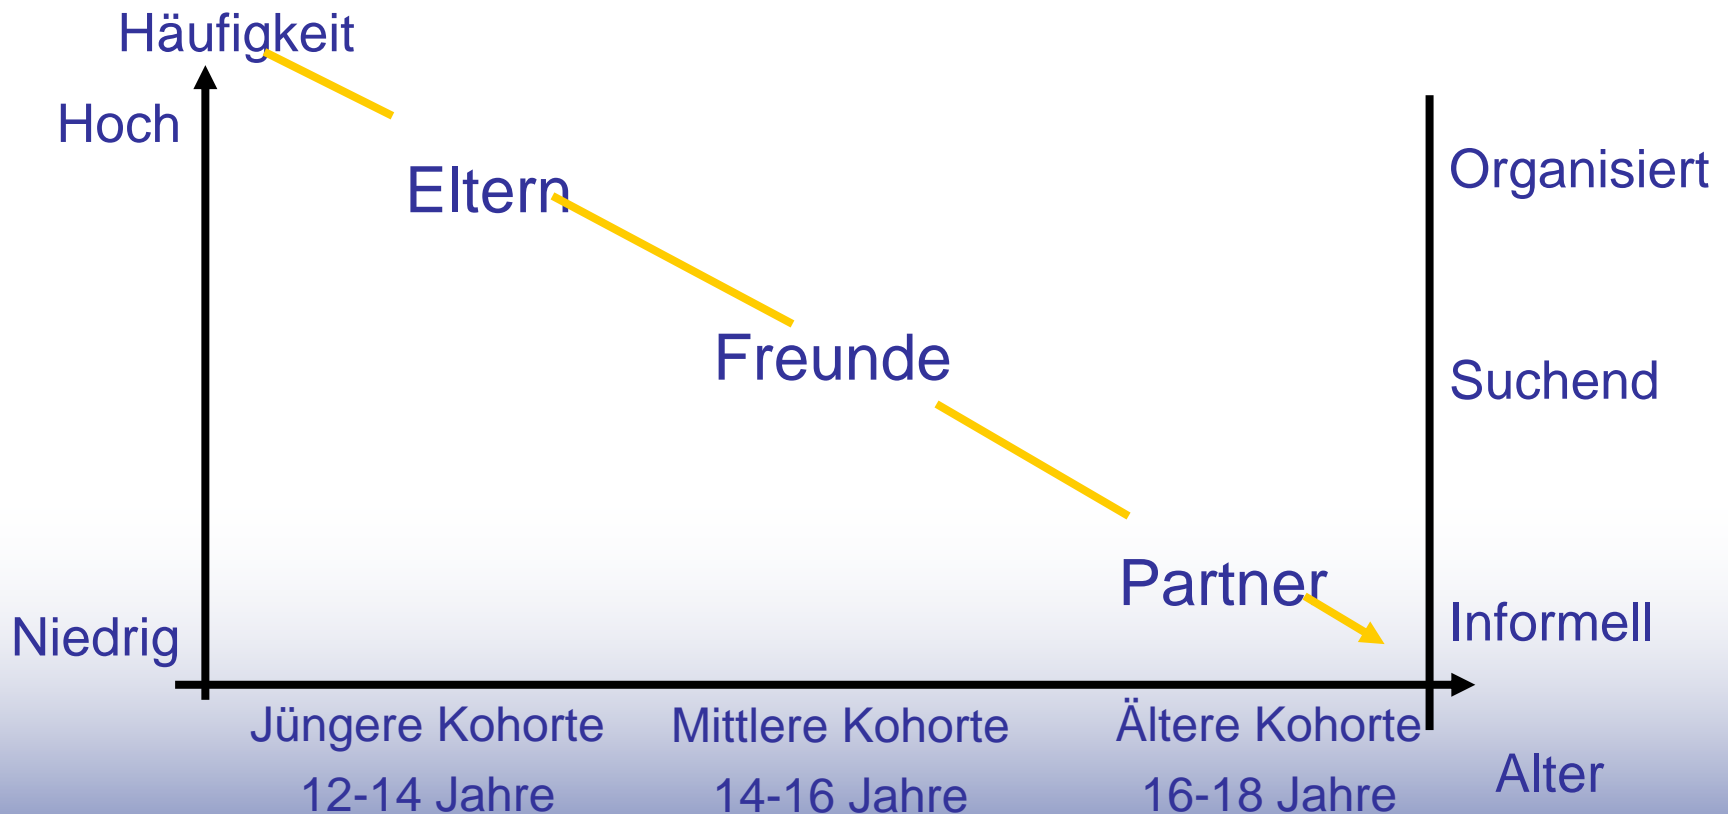 Häufigkeit
Hoch
Organisiert
Eltern
Freunde
Suchend
Partner
Informell
Niedrig
Jüngere Kohorte
12-14 Jahre
Mittlere Kohorte
14-16 Jahre
Ältere Kohorte
16-18 Jahre
Alter